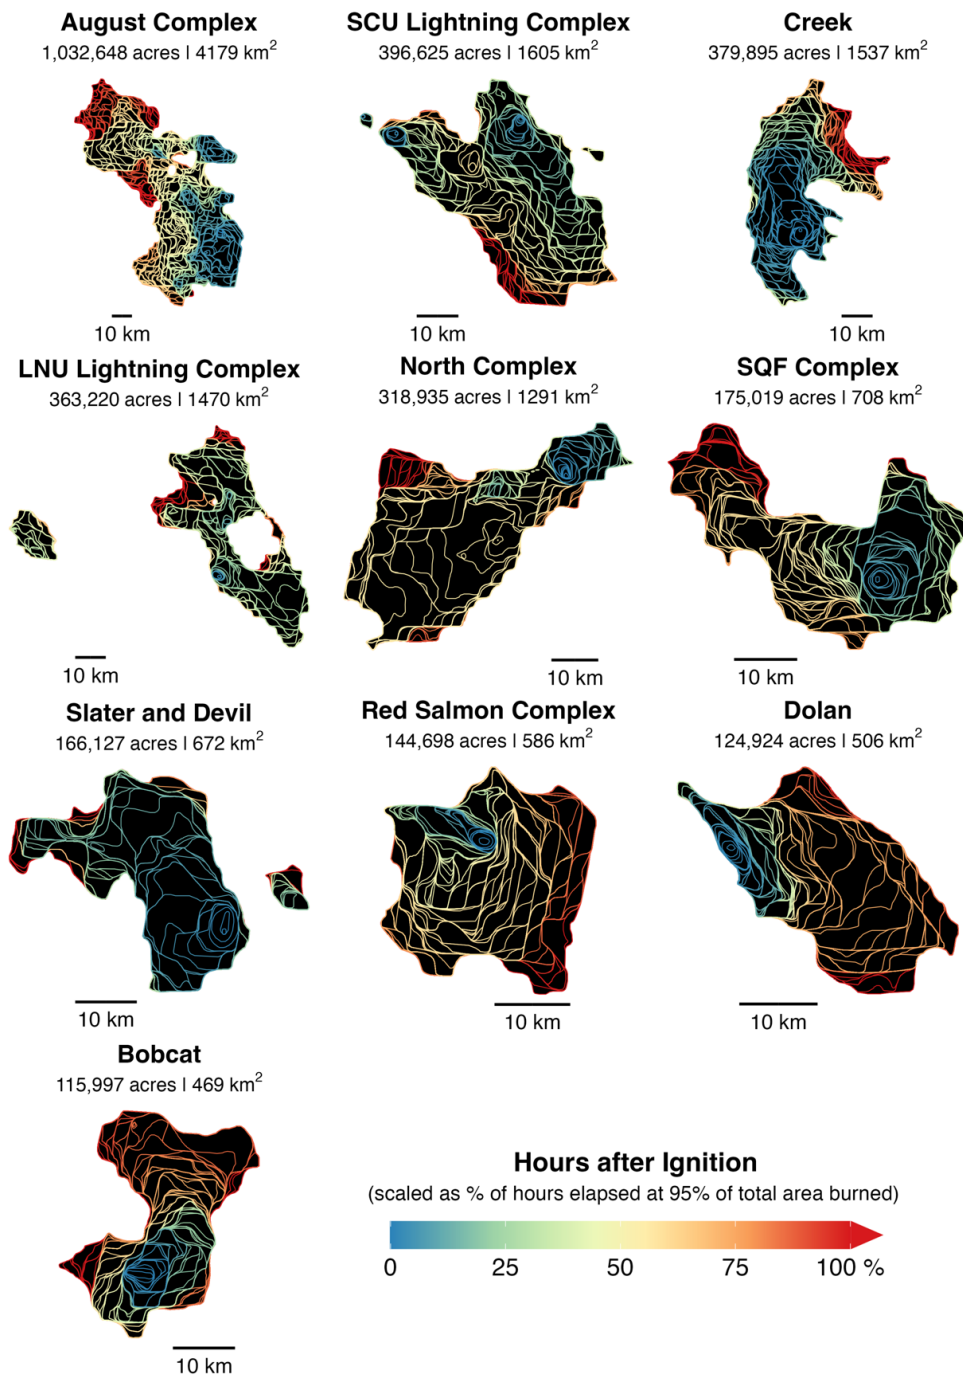 August Complex
1,032,648 acres | 4179 km²
SCU Lightning Complex
396,625 acres | 1605 km²
Creek
379,895 acres | 1537 km²
10 km
10 km
10 km
LNU Lightning Complex
363,220 acres | 1470 km²
North Complex
318,935 acres | 1291 km²
SQF Complex
175,019 acres | 708 km²
10 km
10 km
10 km
Slater and Devil
166,127 acres | 672 km²
Red Salmon Complex
144,698 acres | 586 km²
Dolan
124,924 acres | 506 km²
10 km
10 km
10 km
Bobcat
115,997 acres | 469 km²
10 km
Hours after Ignition
(scaled as % of hours elapsed at 95% of total area burned)
0 25 50 75 100 %